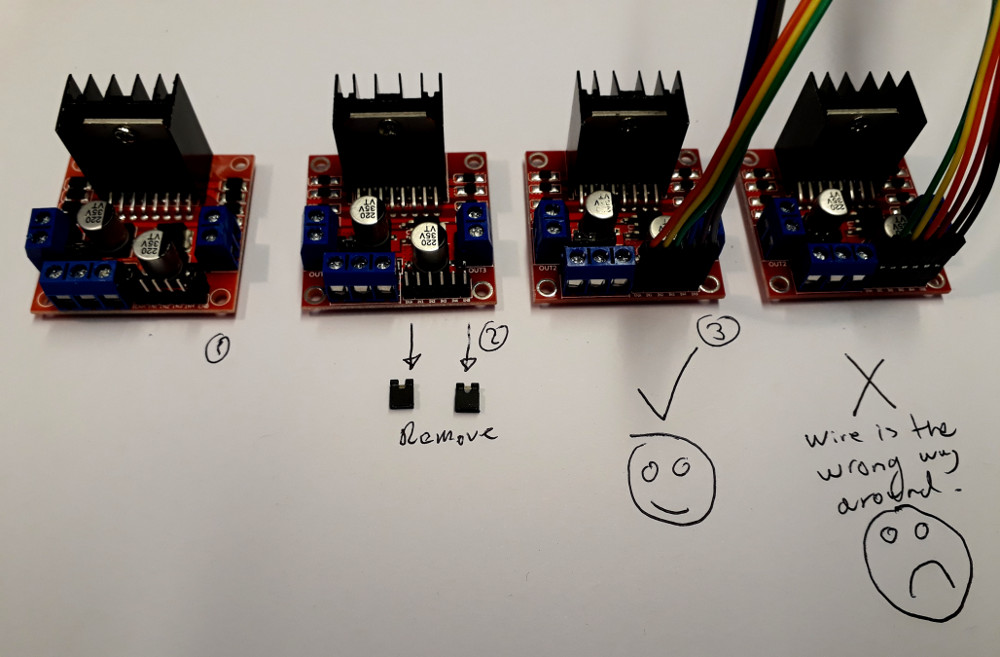 220
35V
VT
220
35V
VT
220
35V
VT
220
35V
VT
OUT2
OUT3
OUT2
1
2
3
Remove
X
wire is the
wrong way
around.